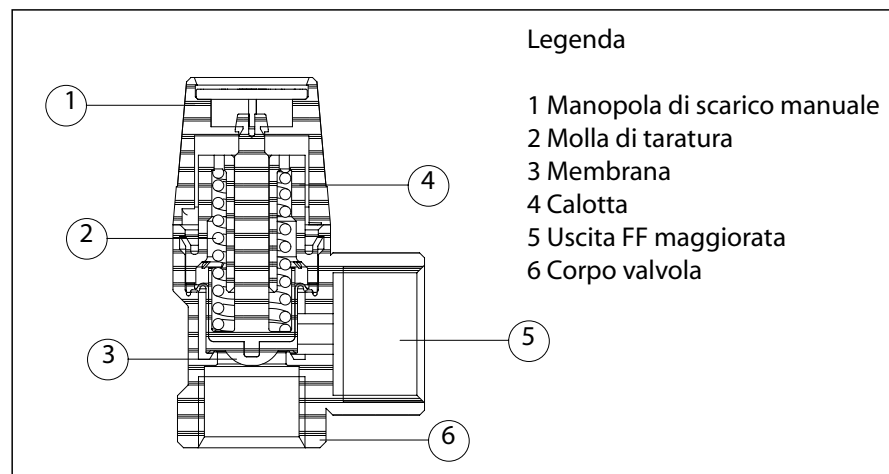 Legenda
1 Manopola di scarico manuale
2 Molla di taratura
3 Membrana
4 Calotta
5 Uscita FF maggiorata
6 Corpo valvola
1
4
2
5
3
6